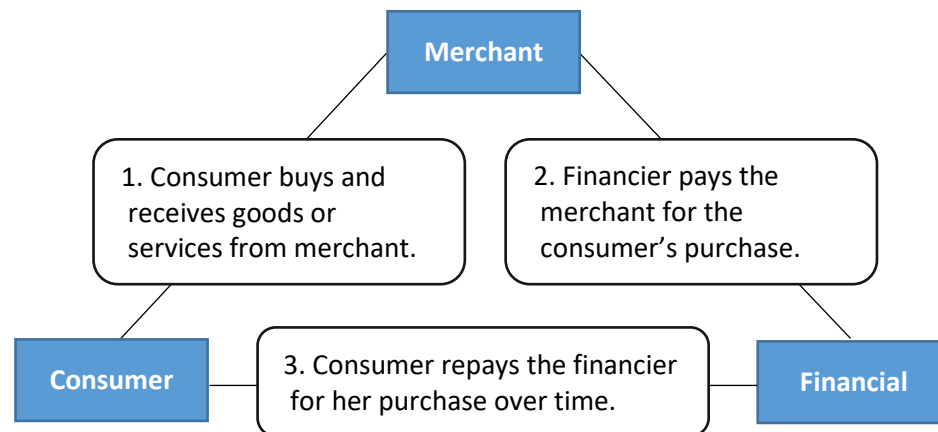 Merchant
1. Consumer buys and
receives goods or
services from merchant.
2. Financier pays the
merchant for the
consumer’s purchase.
Consumer
3. Consumer repays the financier
for her purchase over time.
Financial